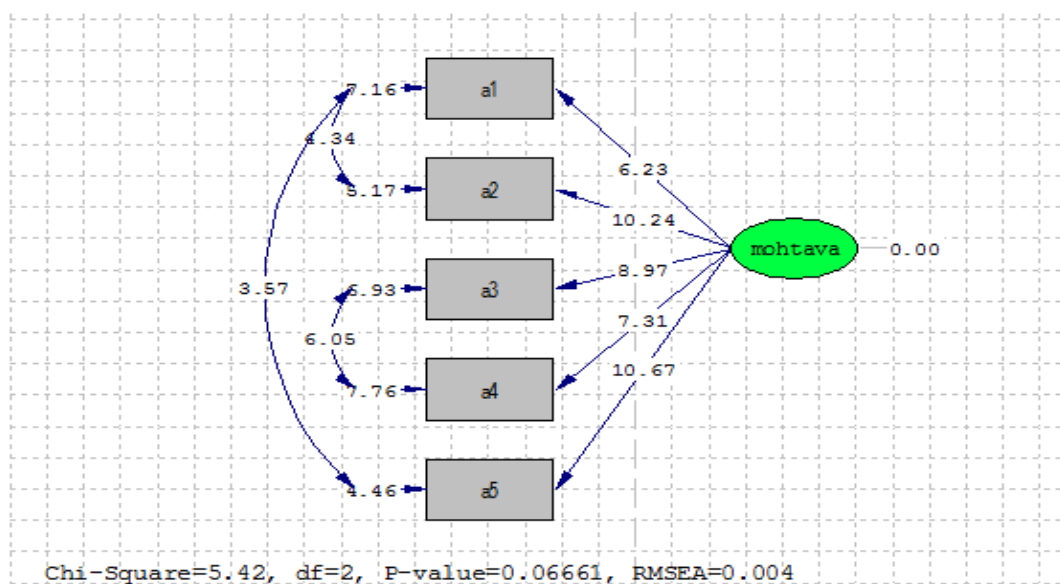 7.16 a1
4.34
6.23
5.17 a2
10.24
mohtava 0.00
8.97
3.57 6.93 a3
7.31
6.05
10.67
7.76 a4
4.46 a5
Chi-Square=5.42, df=2, P-value=0.06661, RMSEA=0.004